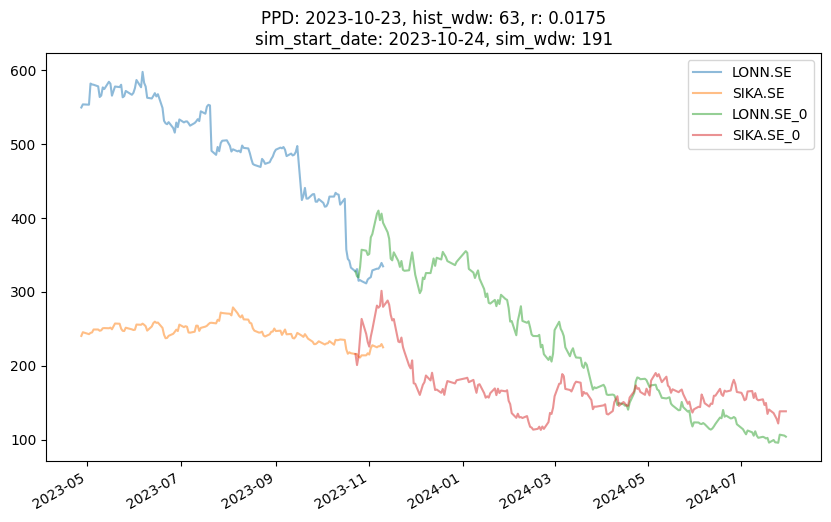 PPD: 2023-10-23, hist_wdw: 63, r: 0.0175
sim_start_date: 2023-10-24, sim_wdw: 191
600
500
400
300
200
100
LONN.SE
SIKA.SE
LONN.SE_0
SIKA.SE_0
2023-05
2023-07
2023-09
2023-11
2024-01
2024-03
2024-05
2024-07